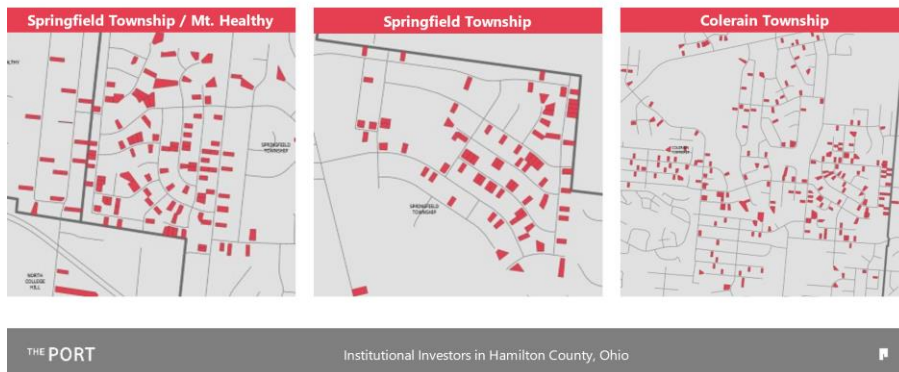 Springfield Township / Mt. Healthy
Springfield Township
Colerain Township
SPRINGFIELD
TOWNSHIP
NORTH
COLLEGE
HILL
SPRINGFIELD
TOWNSHIP
THE PORT
Institutional Investors in Hamilton County, Ohio